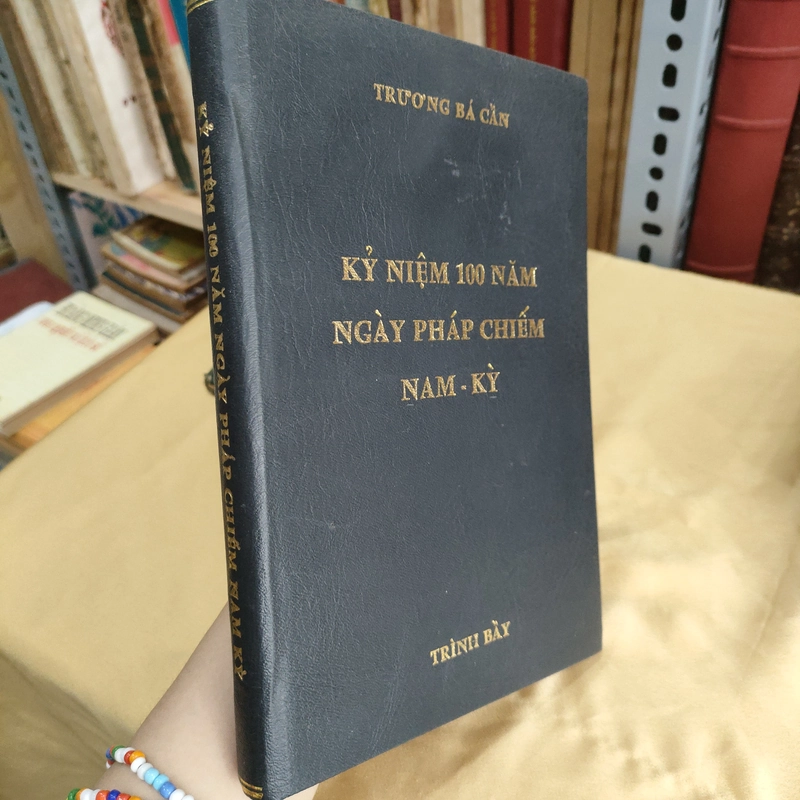 TRƯƠNG BÁ CẦN
KỶ NIỆM 100 NĂM
NGÀY PHÁP CHIẾM
NAM - KỲ
TRÌNH BẦY
KỶ NIỆM 100 NĂM NGÀY PHÁP CHIẾM NAM KỲ